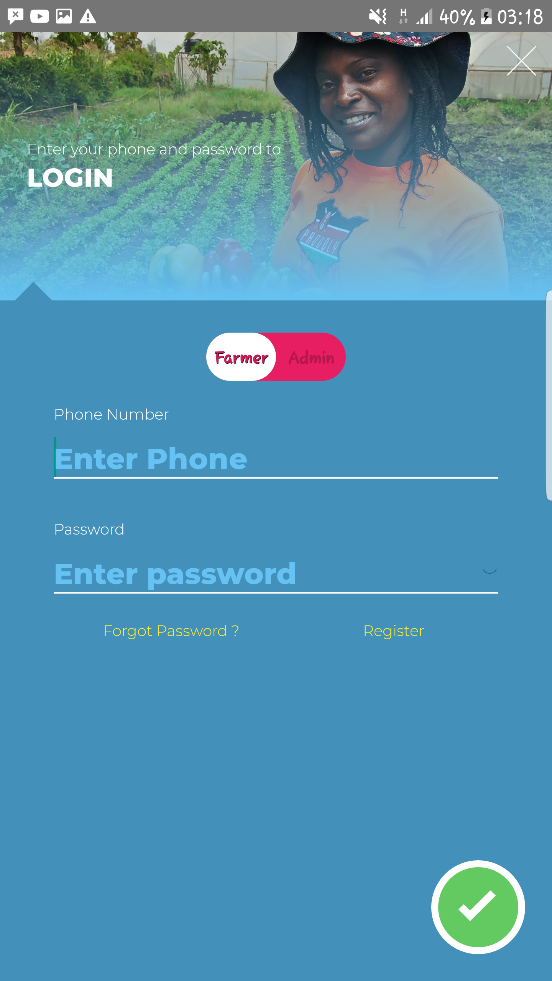 H
40%
03:18
Enter your phone and password to
LOGIN
Farmer
Admin
Phone Number
Enter Phone
Password
Enter password
Forgot Password ?
Register